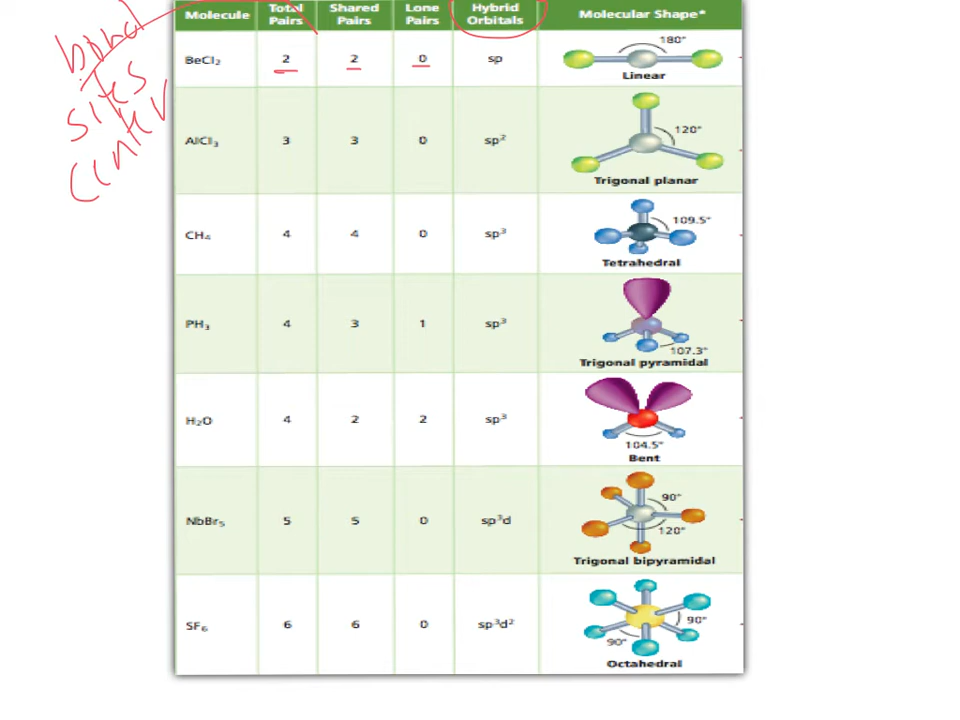 Molecule Total Pairs Shared Pairs Lone Pairs Hybrid Orbitals Molecular Shape*
bond
sites
center
BeCl₂ 2 2 0 sp 180°
Linear
AlCl₃ 3 3 0 sp² 120°
Trigonal planar
CH₄ 4 4 0 sp³ 109.5°
Tetrahedral
PH₃ 4 3 1 sp³ 107.3°
Trigonal pyramidal
H₂O 4 2 2 sp³ 104.5°
Bent
NbBr₅ 5 5 0 sp³d 90°
120°
Trigonal bipyramidal
SF₆ 6 6 0 sp³d² 90°
90°
Octahedral